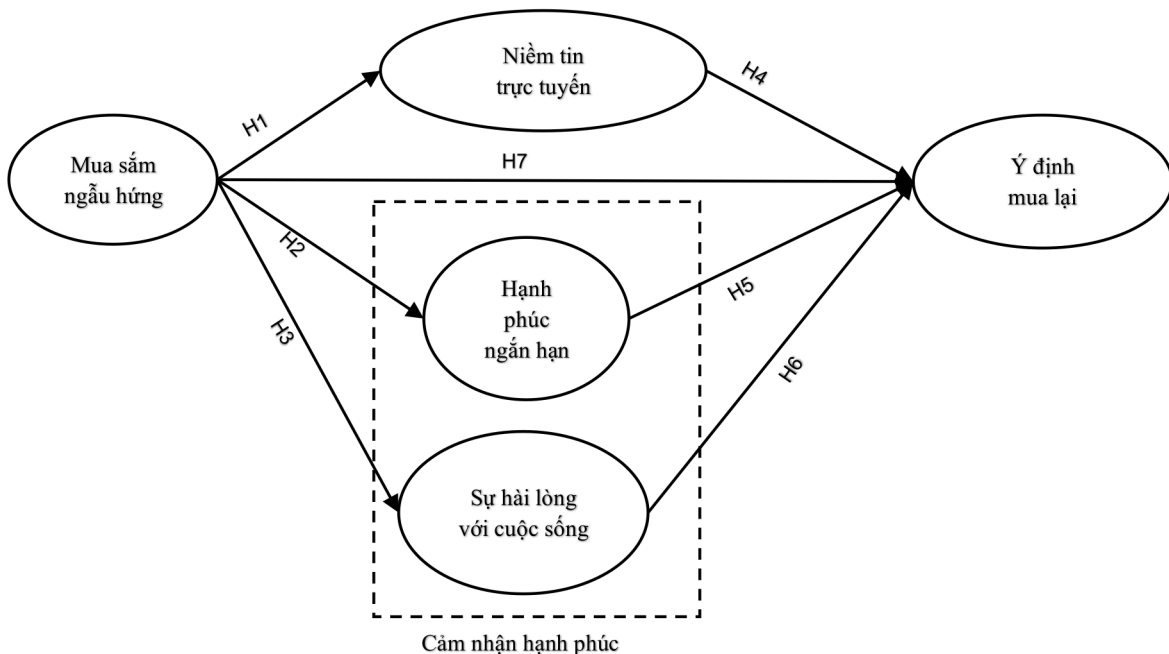 Niềm tin
trực tuyến
H4
H1
H7
Mua sắm
ngẫu hứng
Ý định
mua lại
H2
Hạnh
phúc
ngắn hạn
H5
H3
H6
Sự hài lòng
với cuộc sống
Cảm nhận hạnh phúc